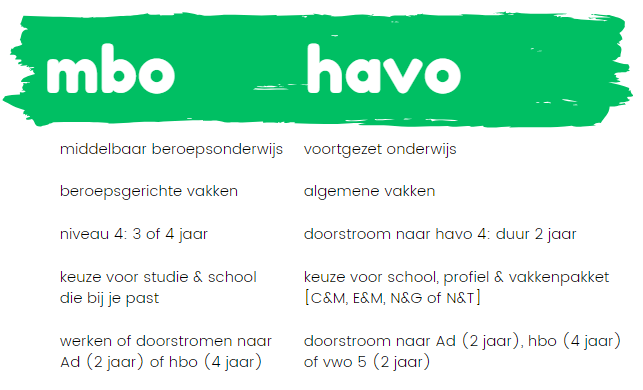 mbo havo
middelbaar beroepsonderwijs voortgezet onderwijs
beroepsgerichte vakken algemene vakken
niveau 4: 3 of 4 jaar doorstroom naar havo 4: duur 2 jaar
keuze voor studie & school keuze voor school, profiel & vakkenpakket
die bij je past [C&M, E&M, N&G of N&T]
werken of doorstromen naar doorstroom naar Ad (2 jaar), hbo (4 jaar)
Ad (2 jaar) of hbo (4 jaar) of vwo 5 (2 jaar)